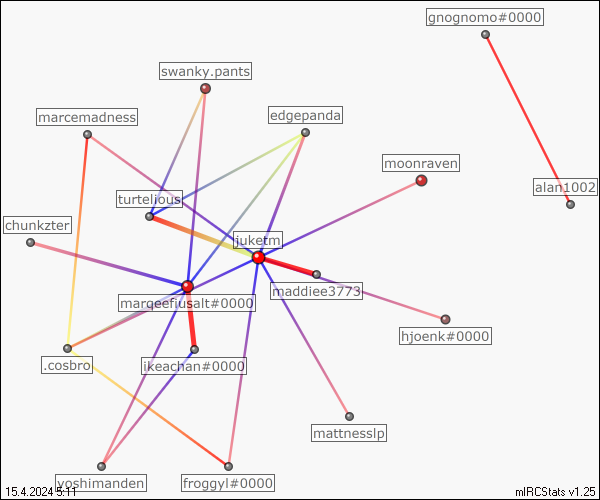 gnognomo#0000
swanky.pants
edgepanda
marcemadness
moonraven
alan1002
turtelious
chunkzter
juketm
maddiee3773
marqeefiusalt#0000
hjoenk#0000
.cosbro
ikeachan#0000
mattnesslp
yoshimanden
froggyl#0000
15.4.2024 5:11
mIRCStats v1.25